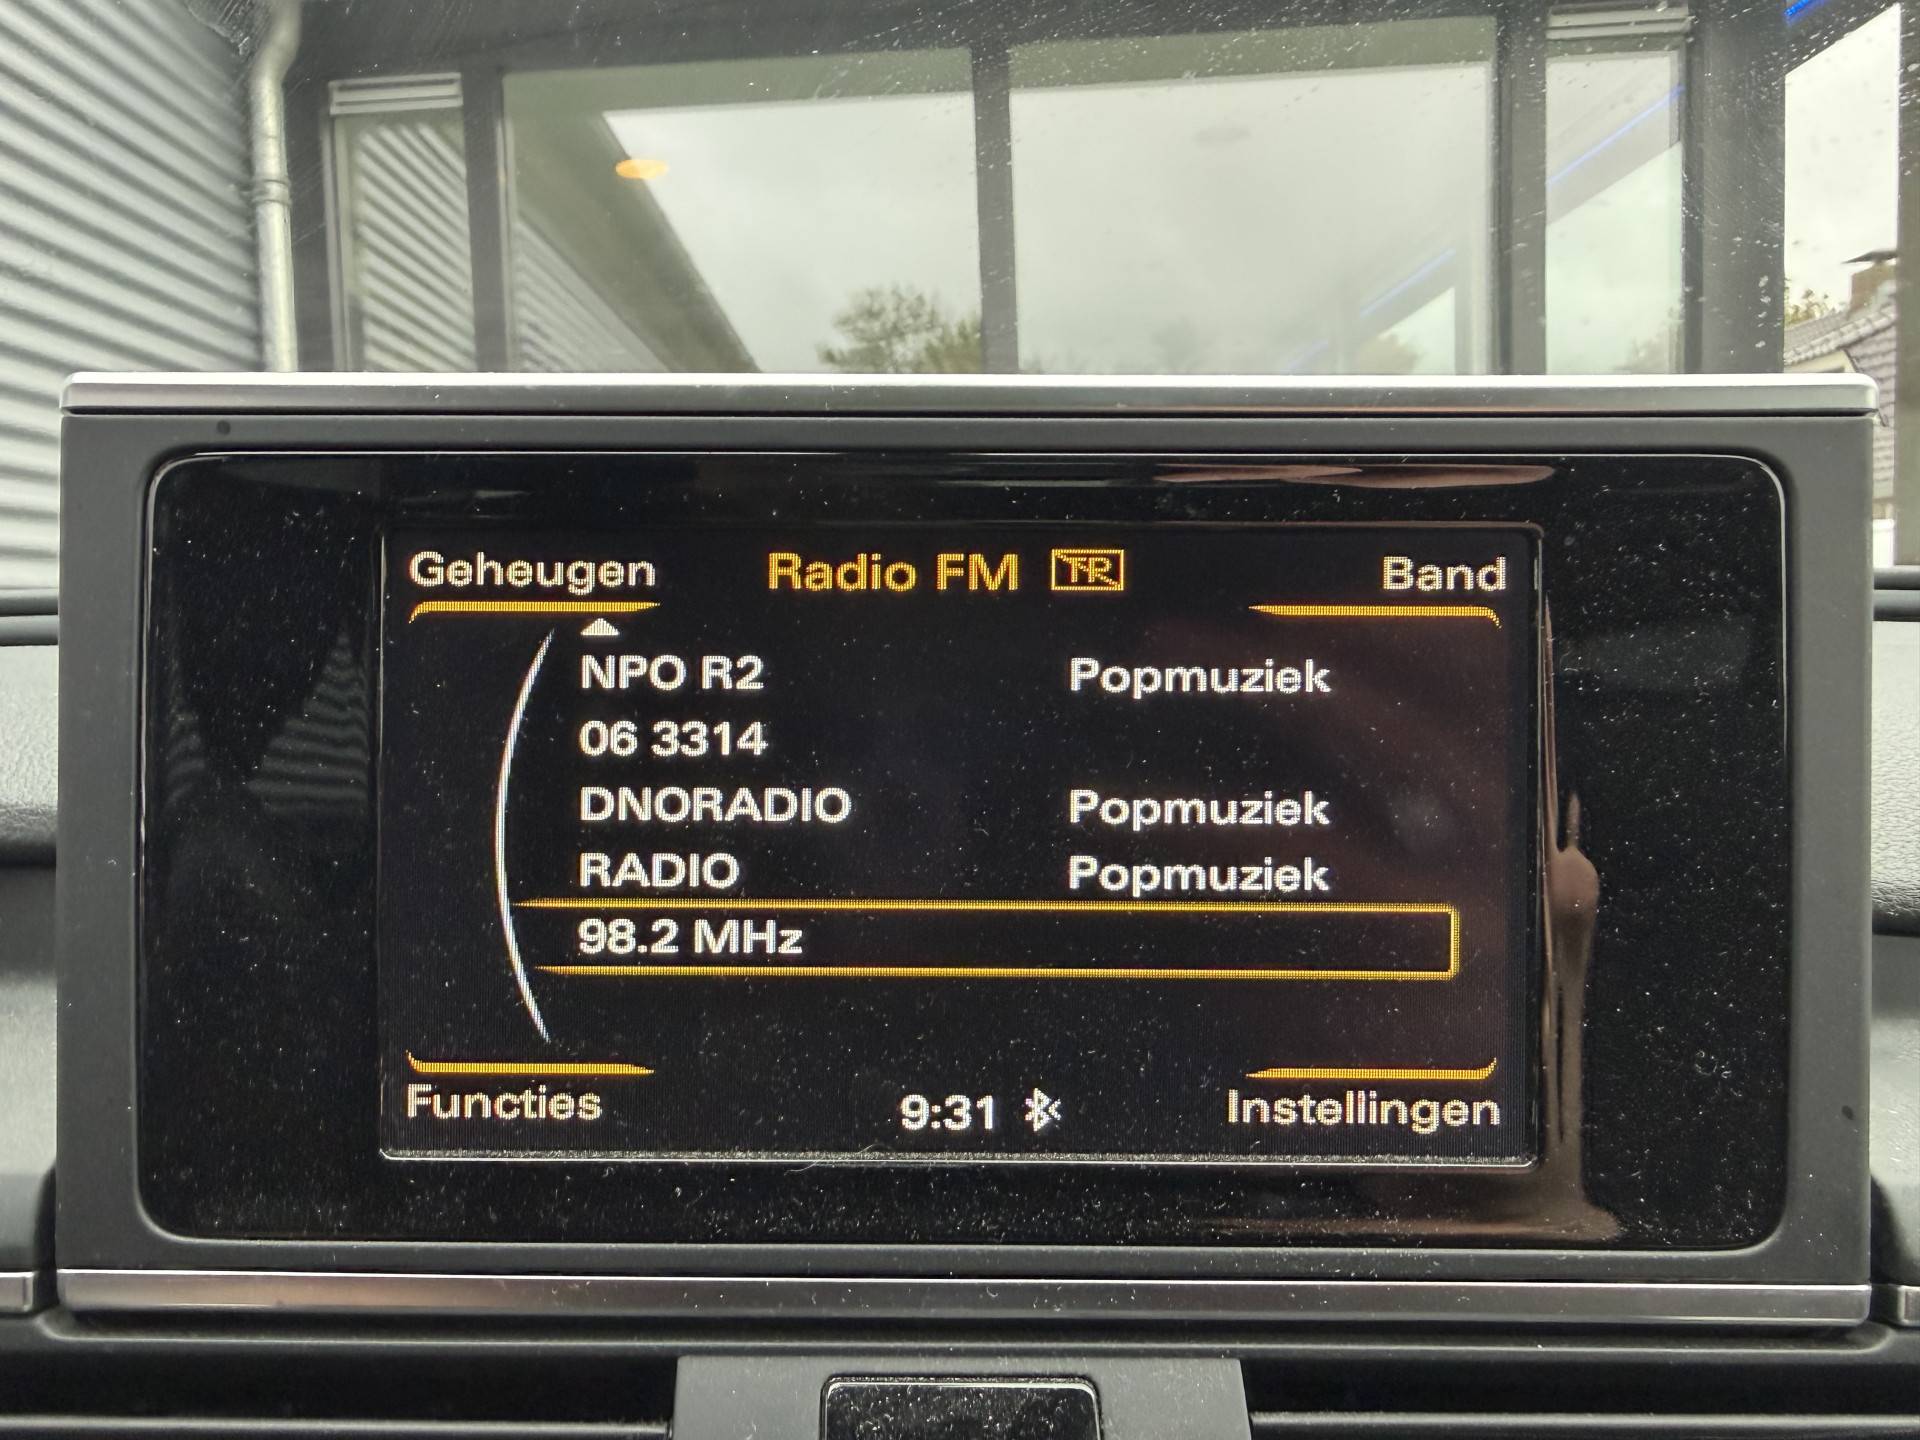 Geheugen Radio FM TR Band
NPO R2 Popmuziek
06 3314
DNORADIO Popmuziek
RADIO Popmuziek
98.2 MHz
Functies 9:31 Instellingen